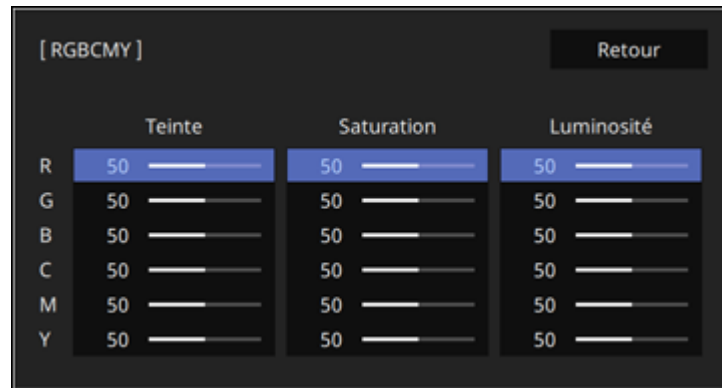 [ RGBCMY ] Retour
Teinte Saturation Luminosité
R 50 50 50
G 50 50 50
B 50 50 50
C 50 50 50
M 50 50 50
Y 50 50 50